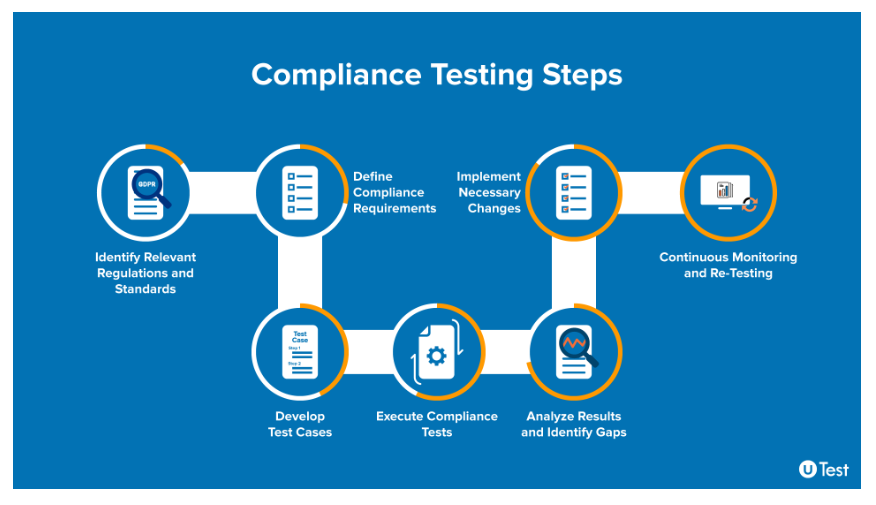 Compliance Testing Steps
GDPR
Identify Relevant
Regulations and
Standards
Define
Compliance
Requirements
Test
Case
Step 1
Step 2
Develop
Test Cases
Execute Compliance
Tests
Analyze Results
and Identify Gaps
Implement
Necessary
Changes
Continuous Monitoring
and Re-Testing
u Test